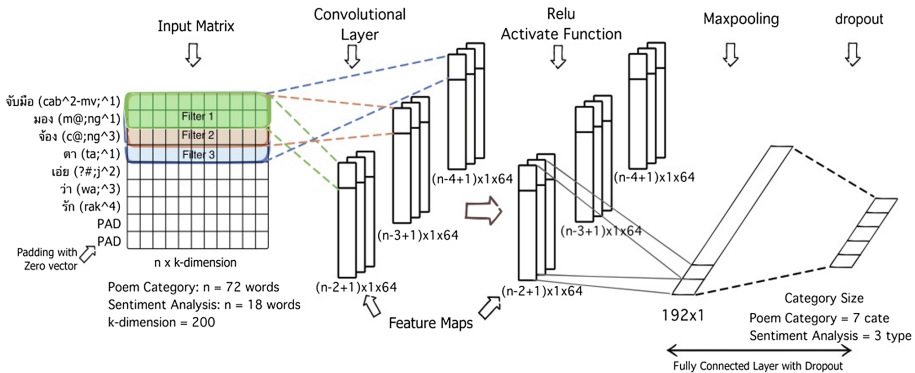 Input Matrix
Convolutional
Layer
Relu
Activate Function
Maxpooling
dropout
จับมือ (cab^2-mv;^1)
มอง (m@;ng^1)
จ้อง (c@;ng^3)
ตา (ta;^1)
เอ่ย (?#;j^2)
ว่า (wa;^3)
รัก (rak^4)
PAD
PAD
Filter 1
Filter 2
Filter 3
Padding with
Zero vector
n x k-dimension
Poem Category: n = 72 words
Sentiment Analysis: n = 18 words
k-dimension = 200
(n-4+1)x1x64
(n-3+1)x1x64
(n-2+1)x1x64
Feature Maps
(n-4+1)x1x64
(n-3+1)x1x64
(n-2+1)x1x64
192x1
Category Size
Poem Category = 7 cate
Sentiment Analysis = 3 type
Fully Connected Layer with Dropout